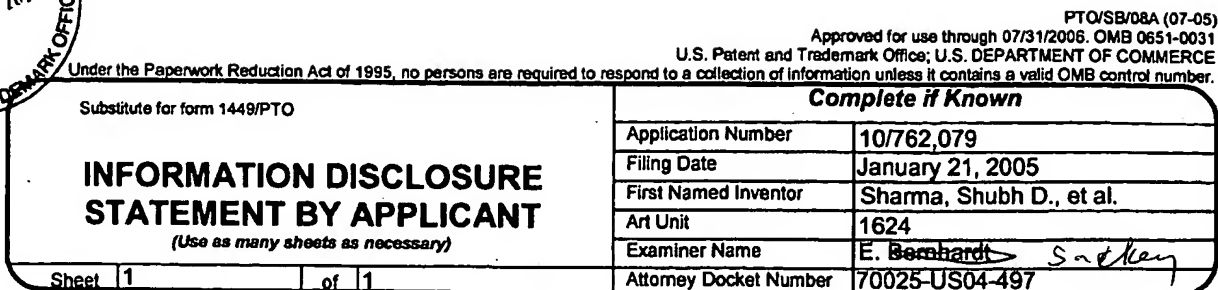 DEMARK OFFIC
PTO/SB/08A (07-05)
Approved for use through 07/31/2006. OMB 0651-0031
U.S. Patent and Trademark Office; U.S. DEPARTMENT OF COMMERCE
Under the Paperwork Reduction Act of 1995, no persons are required to respond to a collection of information unless it contains a valid OMB control number.
Substitute for form 1449/PTO
INFORMATION DISCLOSURE
STATEMENT BY APPLICANT
(Use as many sheets as necessary)
Sheet 1 of 1
Complete if Known
Application Number 10/762,079
Filing Date January 21, 2005
First Named Inventor Sharma, Shubh D., et al.
Art Unit 1624
Examiner Name E. Bernhardt
Attorney Docket Number 70025-US04-497